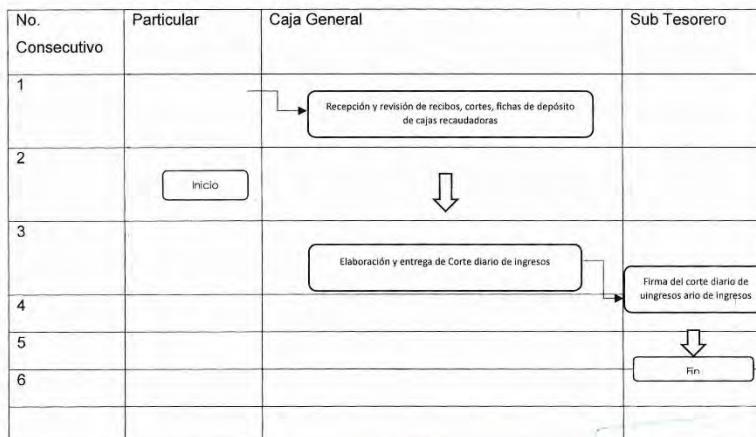 No.
Consecutivo
Particular
Caja General
Sub Tesorero
1
Recepción y revisión de recibos, cortes, fichas de depósito
de cajas recaudadoras
2
Inicio
3
Elaboración y entrega de Corte diario de ingresos
Firma del corte diario de
uingresos ario de ingresos
4
5
Fin
6